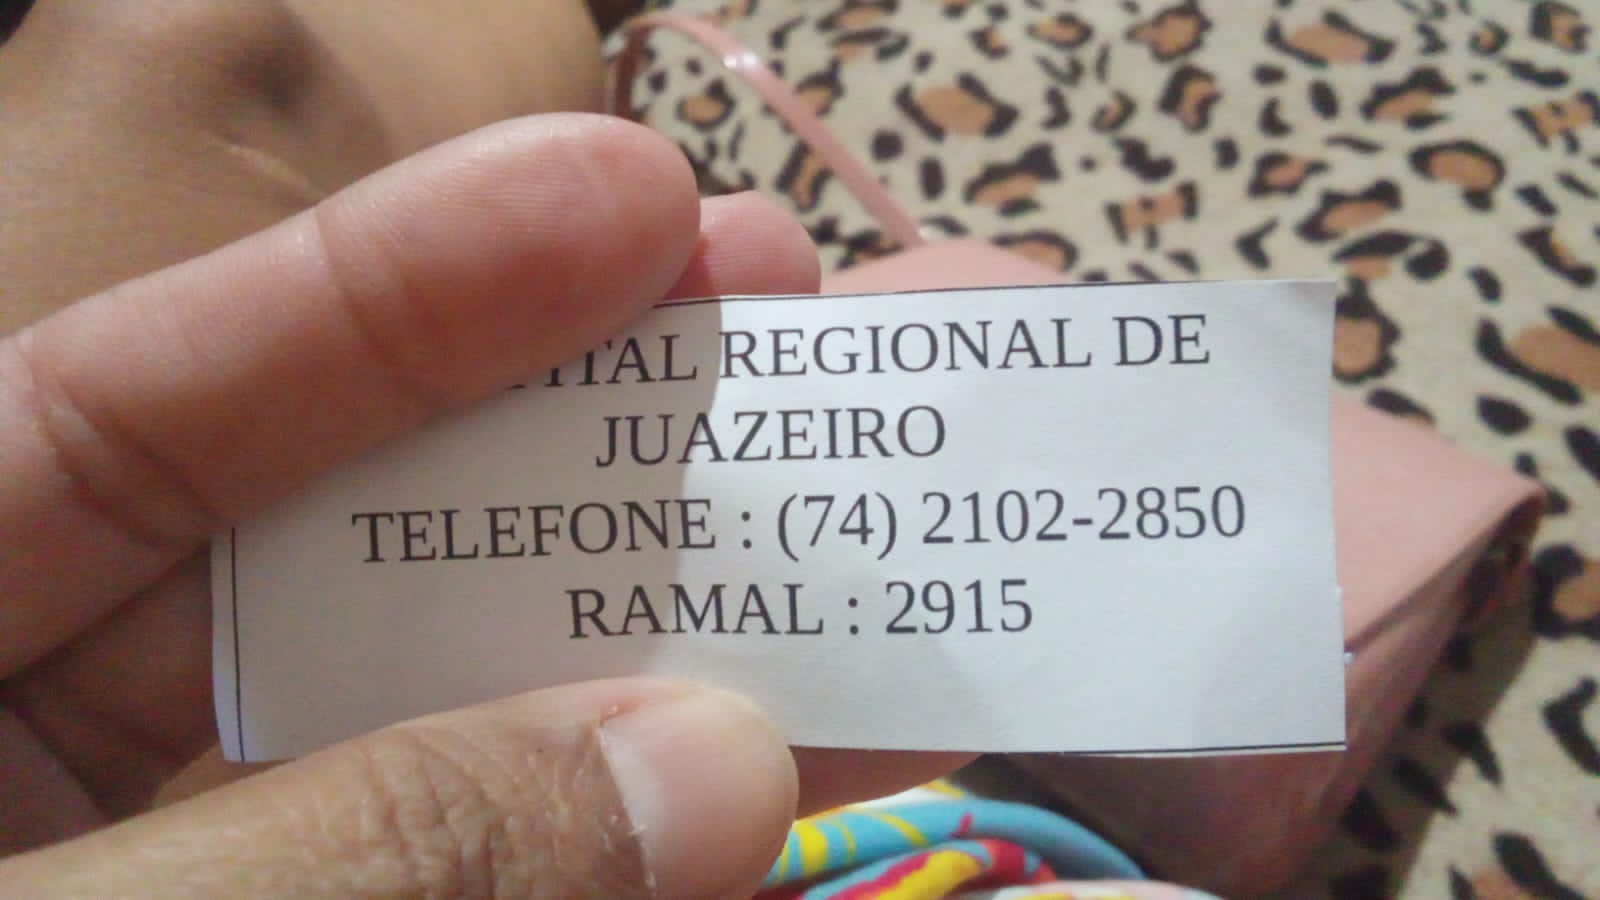 REGIONAL DE
JUAZEIRO
TELEFONE : (74) 2102-2850
RAMAL : 2915